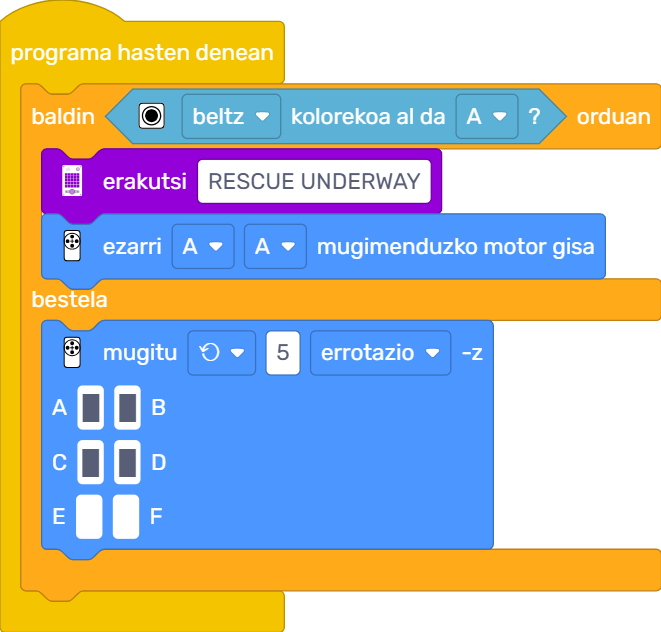 programa hasten denean
baldin beltz kolorekoa al da A ? orduan
erakutsi RESCUE UNDERWAY
ezarri A A mugimenduzko motor gisa
bestela
mugitu 5 errotazio -z
A B
C D
E F